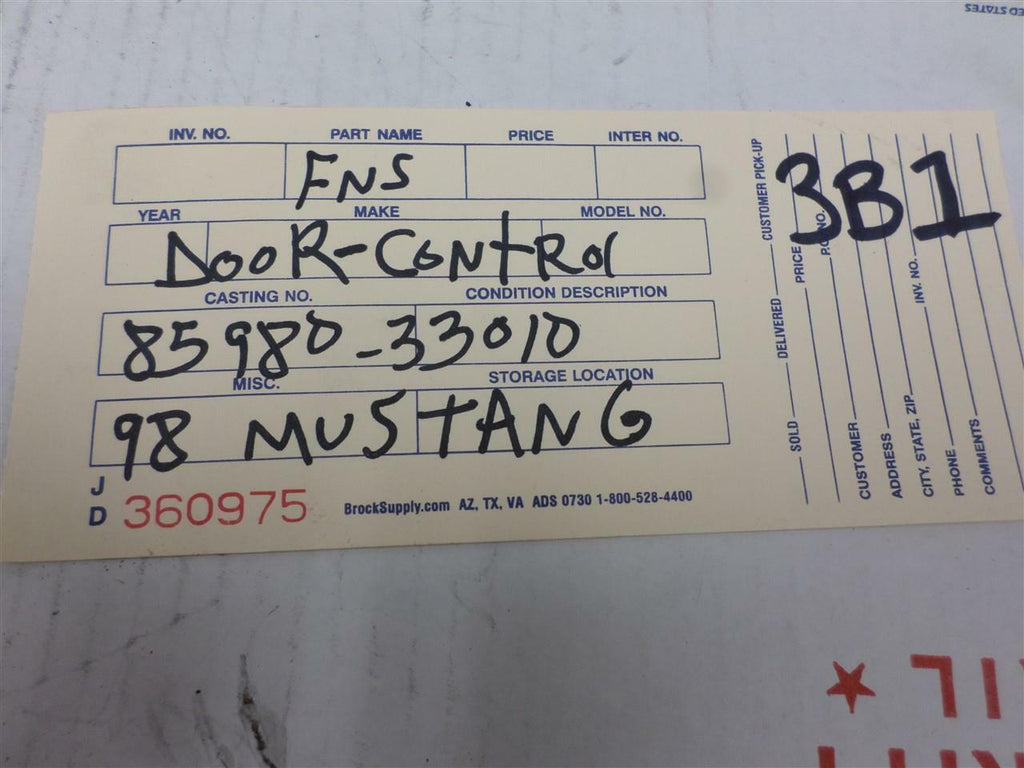 ED STATES
INV. NO. PART NAME PRICE INTER NO.
FNS
YEAR MAKE MODEL NO.
DOOR-CONTROL
CASTING NO. CONDITION DESCRIPTION
85980-33010
MISC. STORAGE LOCATION
98 MUSTANG
J D 360975
BrockSupply.com AZ, TX, VA ADS 0730 1-800-528-4400
3B1
SOLD DELIVERED CUSTOMER PICK-UP
PRICE P.O. NO.
CUSTOMER
ADDRESS
CITY, STATE, ZIP INV. NO.
PHONE
COMMENTS